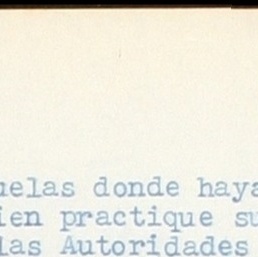 uelas donde haya
ien practique su
las Autoridades